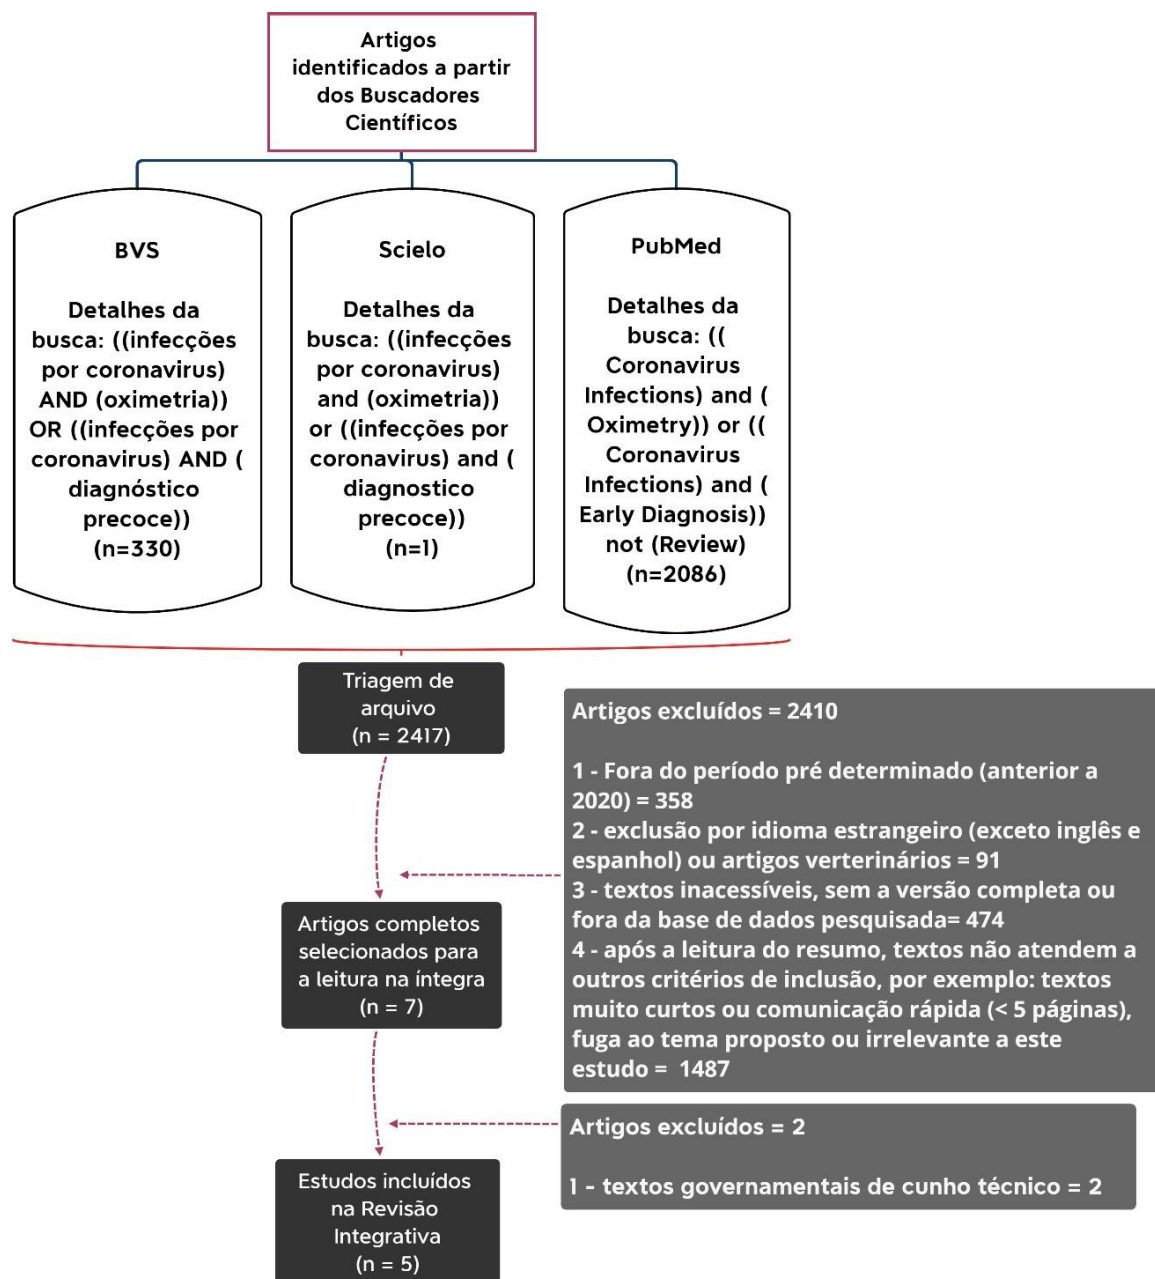 Artigos
identificados a partir
dos Buscadores
Científicos
BVS
Detalhes da
busca: ((infecções
por coronavirus)
AND (oximetria))
OR ((infecções por
coronavirus) AND (
diagnóstico
precoce))
(n=330)
Scielo
Detalhes da
busca: ((infecções
por coronavirus)
and (oximetria))
or ((infecções por
coronavirus) and (
diagnostico
precoce))
(n=1)
PubMed
Detalhes da
busca: ((
Coronavirus
Infections) and (
Oximetry)) or ((
Coronavirus
Infections) and (
Early Diagnosis))
not (Review)
(n=2086)
Triagem de
arquivo
(n = 2417)
Artigos excluídos = 2410
1 - Fora do período pré determinado (anterior a
2020) = 358
2 - exclusão por idioma estrangeiro (exceto inglês e
espanhol) ou artigos verterinários = 91
3 - textos inacessíveis, sem a versão completa ou
fora da base de dados pesquisada= 474
4 - após a leitura do resumo, textos não atendem a
outros critérios de inclusão, por exemplo: textos
muito curtos ou comunicação rápida (< 5 páginas),
fuga ao tema proposto ou irrelevante a este
estudo =  1487
Artigos completos
selecionados para
a leitura na íntegra
(n = 7)
Artigos excluídos = 2
1 - textos governamentais de cunho técnico = 2
Estudos incluídos
na Revisão
Integrativa
(n = 5)